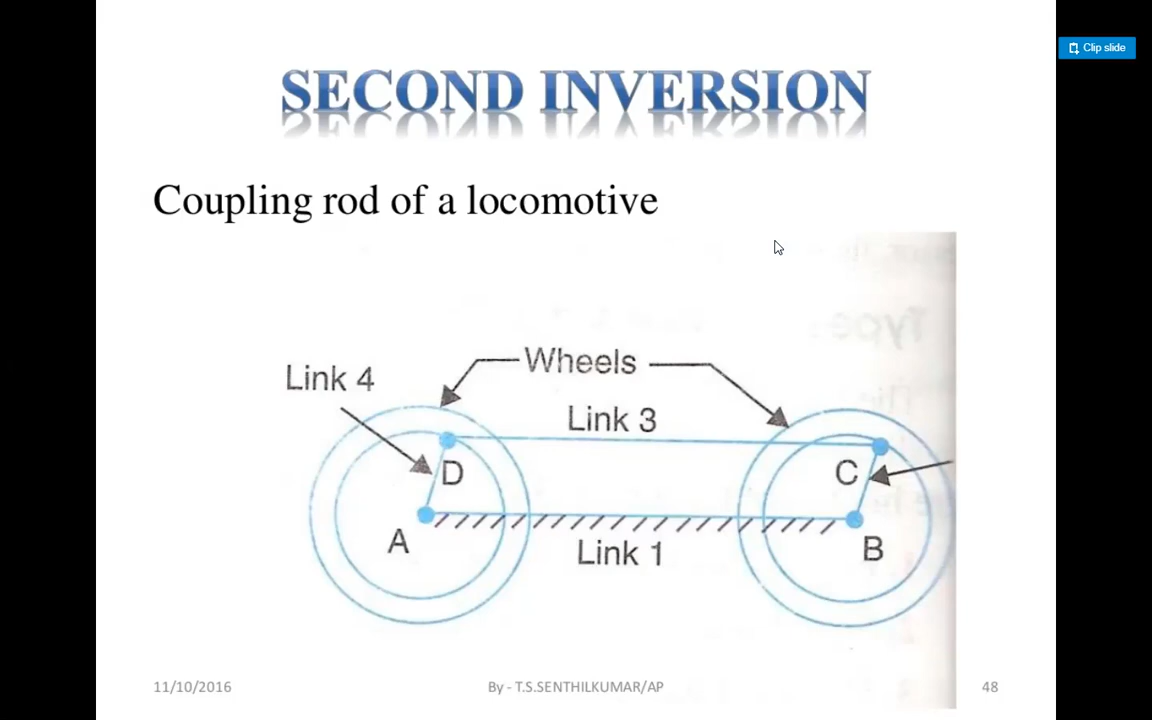 Clip slide
SECOND INVERSION
Coupling rod of a locomotive
Wheels
Link 4
Link 3
D
C
A
Link 1
B
11/10/2016
By - T.S.SENTHILKUMAR/AP
48